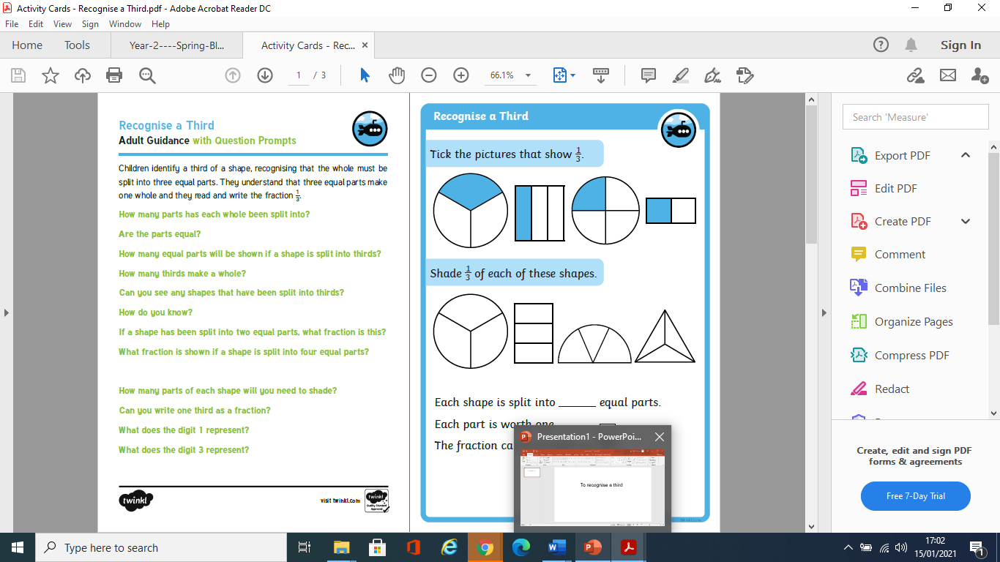 Activity Cards - Recognise a Third.pdf - Adobe Acrobat Reader DC
File Edit View Sign Window Help
Home Tools Year-2----Spring-Bl... Activity Cards - Rec... ×
Sign In
1 / 3 66.1%
Recognise a Third
Adult Guidance with Question Prompts
Children identify a third of a shape, recognising that the whole must be
split into three equal parts. They understand that three equal parts make
one whole and they read and write the fraction 1/3.
How many parts has each whole been split into?
Are the parts equal?
How many equal parts will be shown if a shape is split into thirds?
How many thirds make a whole?
Can you see any shapes that have been split into thirds?
How do you know?
If a shape has been split into two equal parts, what fraction is this?
What fraction is shown if a shape is split into four equal parts?
How many parts of each shape will you need to shade?
Can you write one third as a fraction?
What does the digit 1 represent?
What does the digit 3 represent?
twinkl
visit twinkl.com
twinkl
Quality Standard
Approved
Recognise a Third
Tick the pictures that show 1/3.
Shade 1/3 of each of these shapes.
Each shape is split into ______ equal parts.
Each part is worth one
The fraction ca
Presentation1 - PowerPoi...
To recognise a third
Search 'Measure'
Export PDF
Edit PDF
Create PDF
Comment
Combine Files
Organize Pages
Compress PDF
Redact
Create, edit and sign PDF
forms & agreements
Free 7-Day Trial
Type here to search
17:02
15/01/2021
1